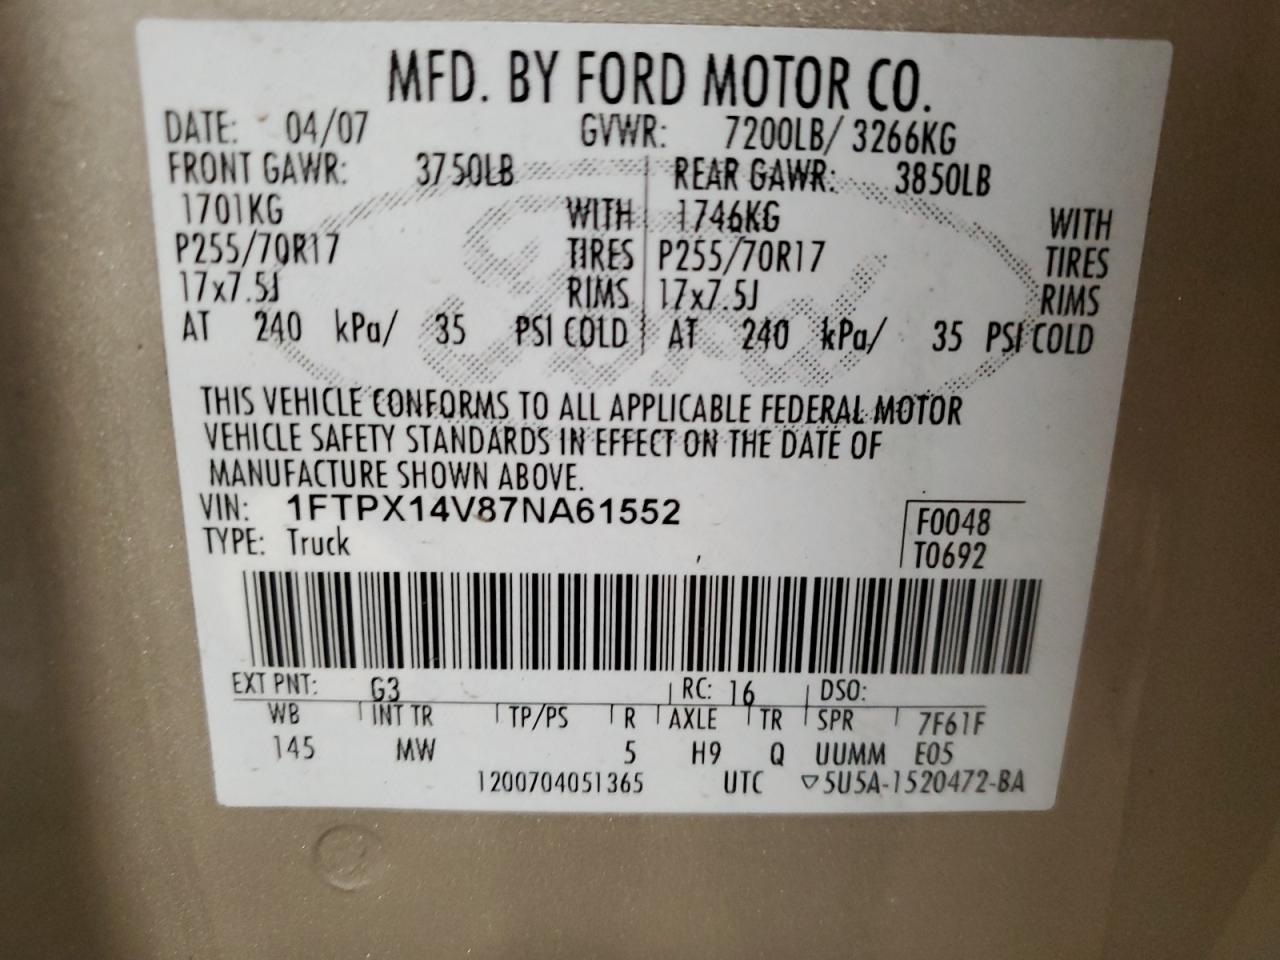 MFD. BY FORD MOTOR CO.
DATE: 04/07 GVWR: 7200LB/ 3266KG
FRONT GAWR: 3750LB REAR GAWR: 3850LB
1701KG WITH 1746KG WITH
P255/70R17 TIRES P255/70R17 TIRES
17x7.5J RIMS 17x7.5J RIMS
AT 240 kPa/ 35 PSI COLD AT 240 kPa/ 35 PSI COLD
Ford
THIS VEHICLE CONFORMS TO ALL APPLICABLE FEDERAL MOTOR
VEHICLE SAFETY STANDARDS IN EFFECT ON THE DATE OF
MANUFACTURE SHOWN ABOVE.
VIN: 1FTPX14V87NA61552
F0048
TYPE: Truck
T0692
EXT PNT: G3 RC: 16 DSO:
WB INT TR TP/PS R AXLE TR SPR 7F61F
145 MW 5 H9 Q UUMM E05
1200704051365 UTC ▽5U5A-1520472-BA